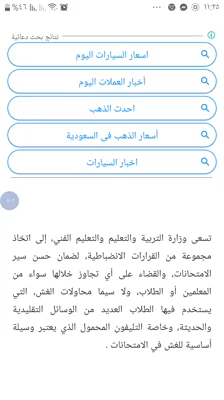 ٤٦% ١١:٢٥
نتائج بحث دعائية
اسعار السيارات اليوم
أخبار العملات اليوم
احدث الذهب
أسعار الذهب فى السعودية
اخبار السيارات
تسعى وزارة التربية والتعليم والتعليم الفني، إلى اتخاذ
مجموعة من القرارات الانضباطية، لضمان حسن سير
الامتحانات، والقضاء على أي تجاوز خلالها سواء من
المعلمين أو الطلاب، ولا سيما محاولات الغش، التي
يستخدم فيها الطلاب العديد من الوسائل التقليدية
والحديثة، وخاصة التليفون المحمول الذي يعتبر وسيلة
أساسية للغش في الامتحانات .